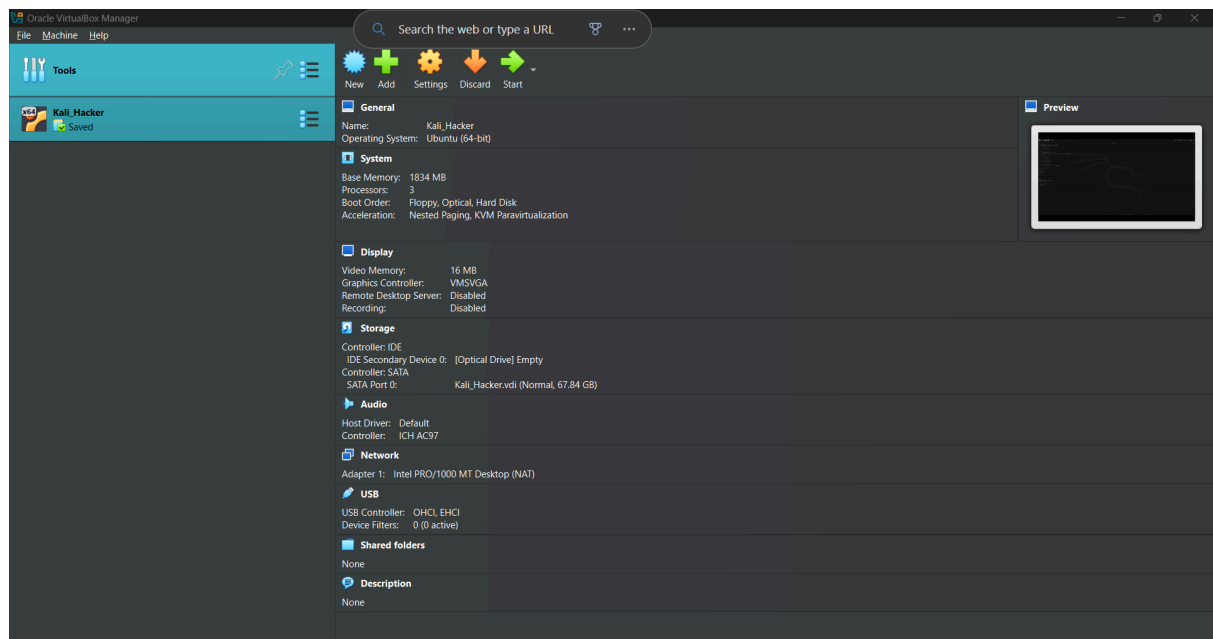 Oracle VirtualBox Manager
File Machine Help
Search the web or type a URL
Tools
New Add Settings Discard Start
x64
Kali_Hacker
Saved
General
Name: Kali_Hacker
Operating System: Ubuntu (64-bit)
Preview
System
Base Memory: 1834 MB
Processors: 3
Boot Order: Floppy, Optical, Hard Disk
Acceleration: Nested Paging, KVM Paravirtualization
Display
Video Memory: 16 MB
Graphics Controller: VMSVGA
Remote Desktop Server: Disabled
Recording: Disabled
Storage
Controller: IDE
IDE Secondary Device 0: [Optical Drive] Empty
Controller: SATA
SATA Port 0: Kali_Hacker.vdi (Normal, 67.84 GB)
Audio
Host Driver: Default
Controller: ICH AC97
Network
Adapter 1: Intel PRO/1000 MT Desktop (NAT)
USB
USB Controller: OHCI, EHCI
Device Filters: 0 (0 active)
Shared folders
None
Description
None